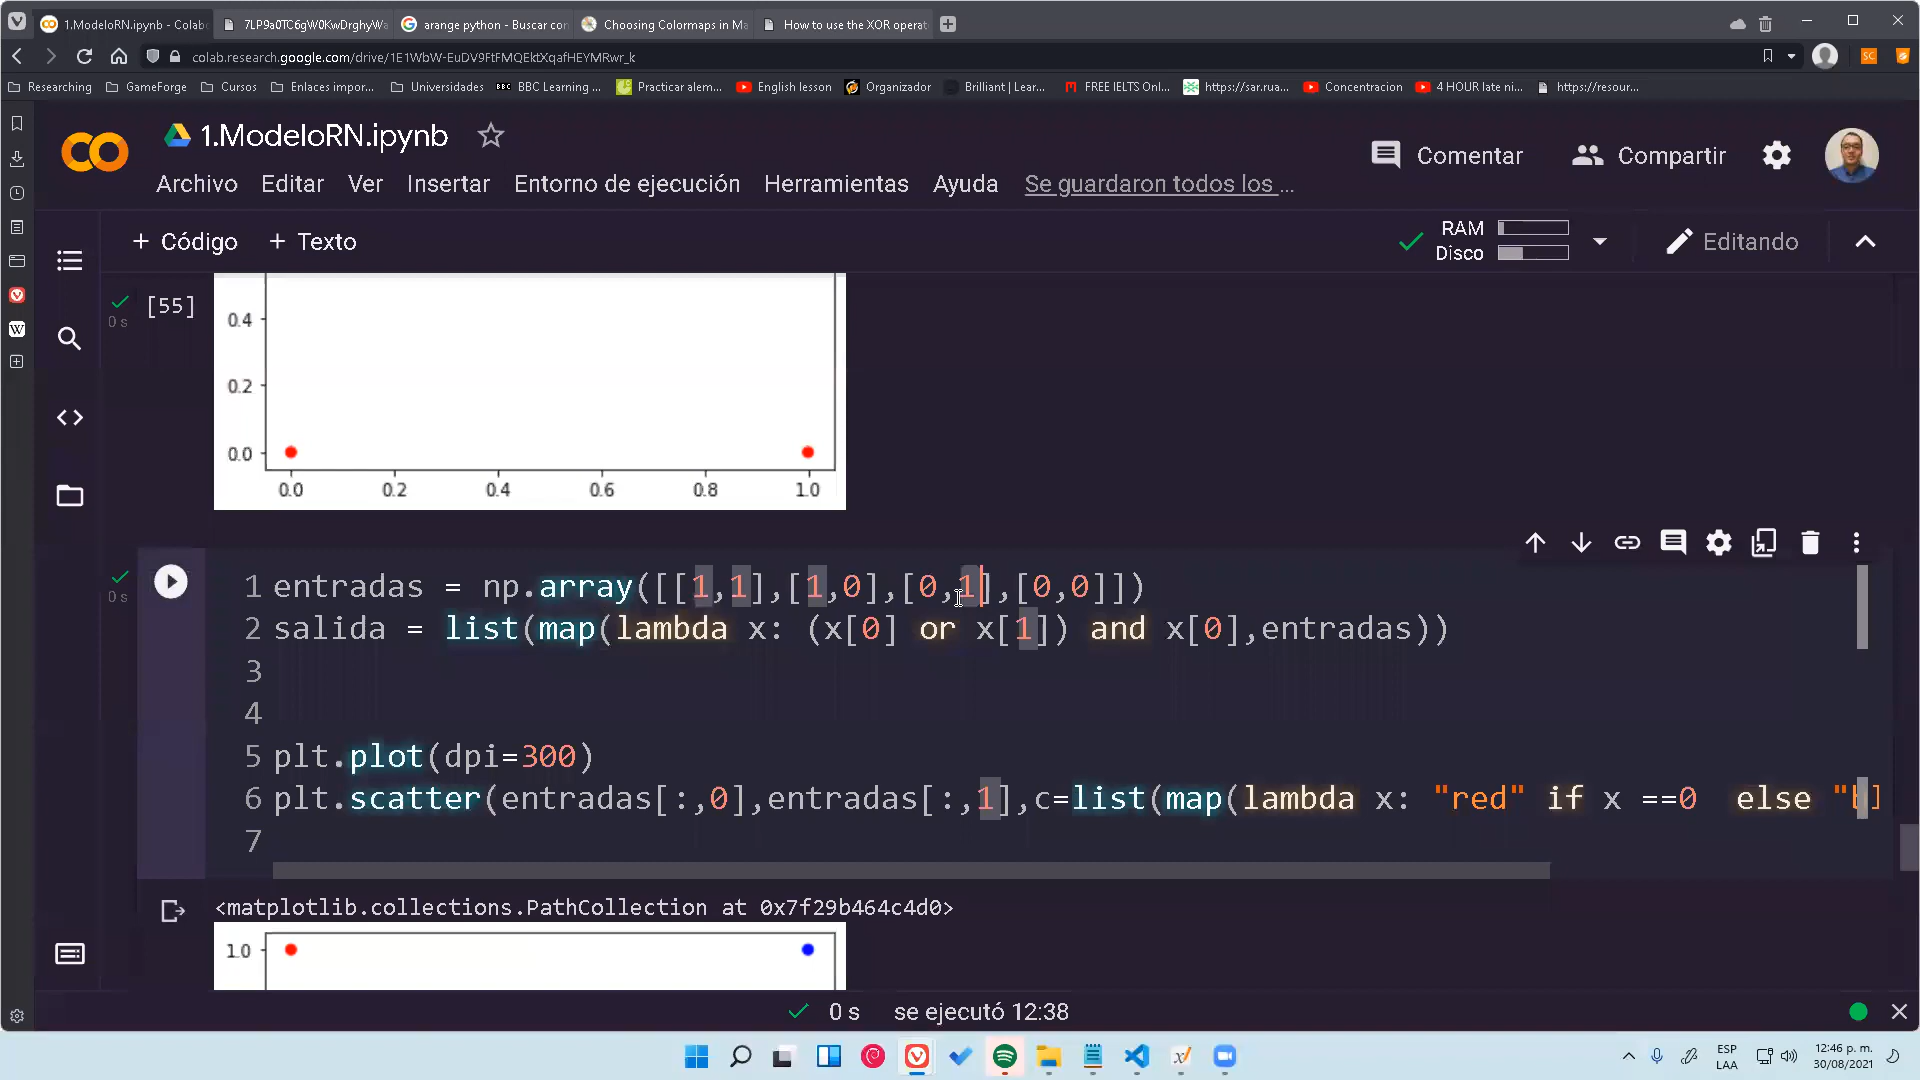 1.ModeloRN.ipynb - Colab
7LP9a0TC6gW0KwDrghyWa
arange python - Buscar con
Choosing Colormaps in Ma
How to use the XOR operat
colab.research.google.com/drive/1E1WbW-EuDV9FtFMQEktXqafHEYMRwr_k
Researching
GameForge
Cursos
Enlaces impor...
Universidades
BBC BBC Learning ...
Practicar alem...
English lesson
Organizador
Brilliant | Lear...
FREE IELTS Onl...
https://sar.rua...
Concentracion
4 HOUR late ni...
https://resour...
1.ModeloRN.ipynb
Comentar
Compartir
Archivo Editar Ver Insertar Entorno de ejecución Herramientas Ayuda Se guardaron todos los ...
+ Código + Texto
RAM
Disco
Editando
[55]
0 s
0.4
0.2
0.0
0.0 0.2 0.4 0.6 0.8 1.0
0 s
1 entradas = np.array([[1,1],[1,0],[0,1],[0,0]])
2 salida = list(map(lambda x: (x[0] or x[1]) and x[0],entradas))
3
4
5 plt.plot(dpi=300)
6 plt.scatter(entradas[:,0],entradas[:,1],c=list(map(lambda x: "red" if x ==0 else "b
7
<matplotlib.collections.PathCollection at 0x7f29b464c4d0>
1.0
0 s se ejecutó 12:38
ESP
LAA
12:46 p. m.
30/08/2021